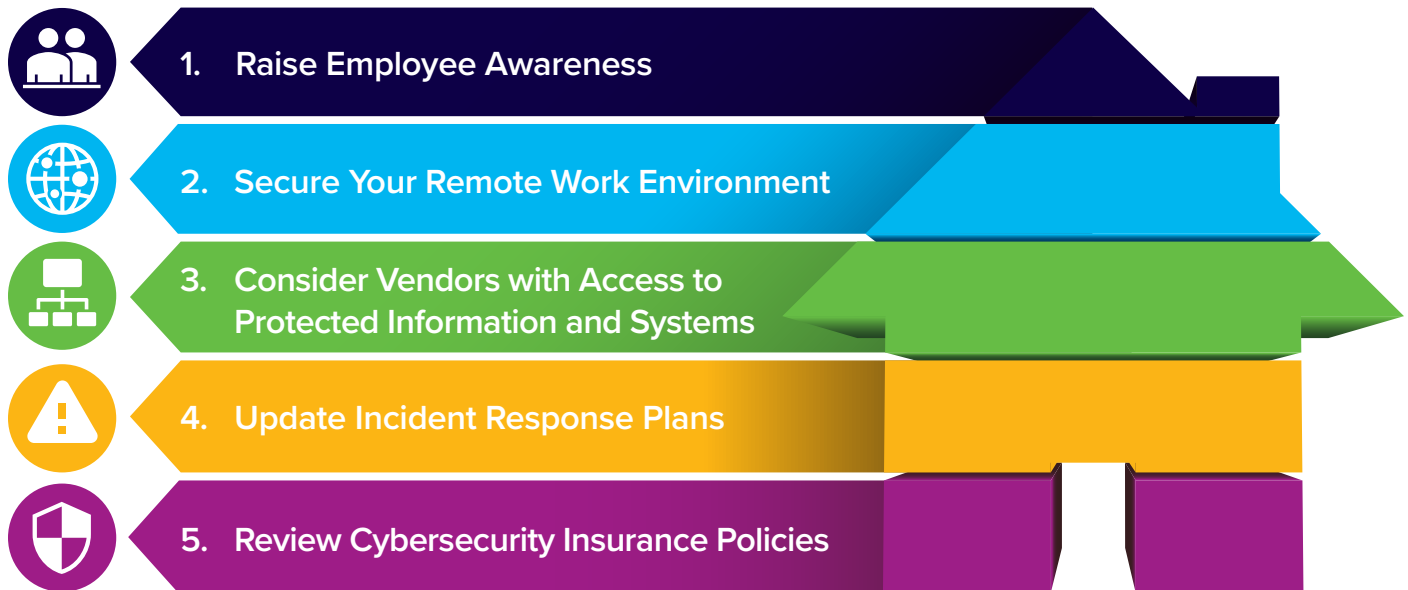 1. Raise Employee Awareness
2. Secure Your Remote Work Environment
3. Consider Vendors with Access to
Protected Information and Systems
4. Update Incident Response Plans
5. Review Cybersecurity Insurance Policies